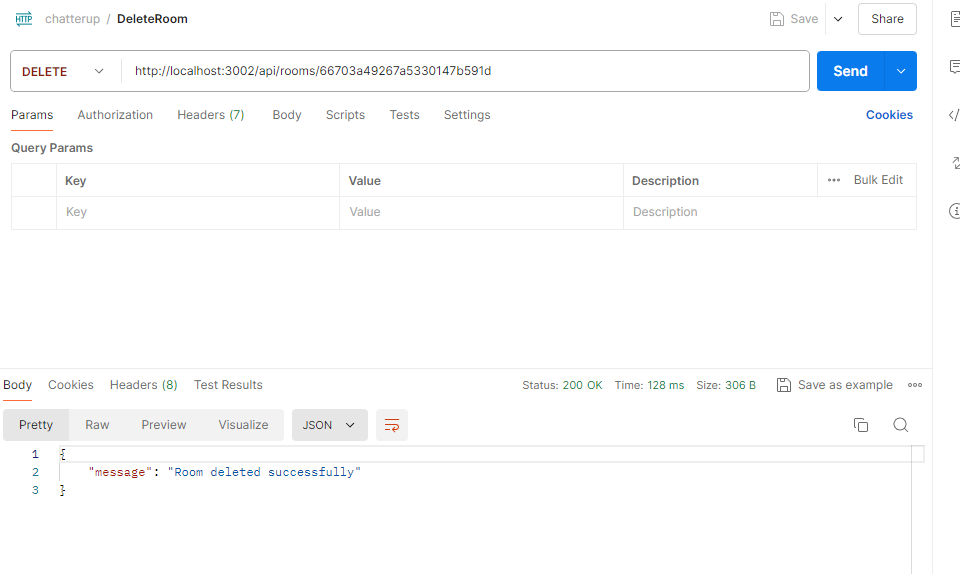 HTTP chatterup / DeleteRoom Save Share
DELETE http://localhost:3002/api/rooms/66703a49267a5330147b591d Send
Params Authorization Headers (7) Body Scripts Tests Settings Cookies
Query Params
Key Value Description ••• Bulk Edit
Key Value Description
Body Cookies Headers (8) Test Results Status: 200 OK Time: 128 ms Size: 306 B Save as example
Pretty Raw Preview Visualize JSON
1 {
2 "message": "Room deleted successfully"
3 }